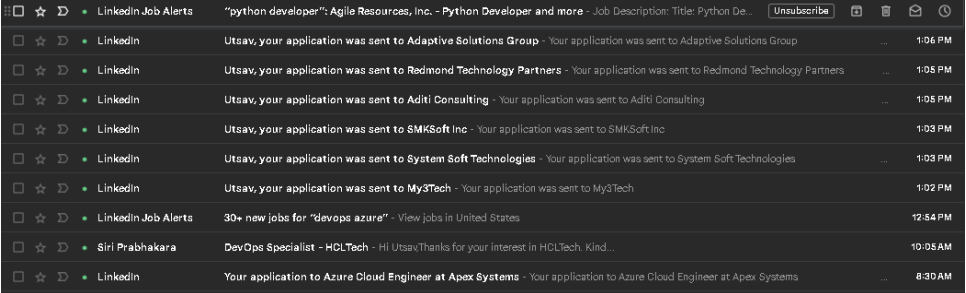 LinkedIn Job Alerts "python developer": Agile Resources, Inc. - Python Developer and more - Job Description: Title: Python De... Unsubscribe
LinkedIn Utsav, your application was sent to Adaptive Solutions Group - Your application was sent to Adaptive Solutions Group ... 1:06 PM
LinkedIn Utsav, your application was sent to Redmond Technology Partners - Your application was sent to Redmond Technology Partners ... 1:05 PM
LinkedIn Utsav, your application was sent to Aditi Consulting - Your application was sent to Aditi Consulting ... 1:05 PM
LinkedIn Utsav, your application was sent to SMKSoft Inc - Your application was sent to SMKSoft Inc 1:03 PM
LinkedIn Utsav, your application was sent to System Soft Technologies - Your application was sent to System Soft Technologies ... 1:03 PM
LinkedIn Utsav, your application was sent to My3Tech - Your application was sent to My3Tech 1:02 PM
LinkedIn Job Alerts 30+ new jobs for "devops azure" - View jobs in United States 12:54 PM
Siri Prabhakara DevOps Specialist - HCLTech - Hi Utsav,Thanks for your interest in HCLTech. Kind... 10:05 AM
LinkedIn Your application to Azure Cloud Engineer at Apex Systems - Your application to Azure Cloud Engineer at Apex Systems ... 8:30 AM